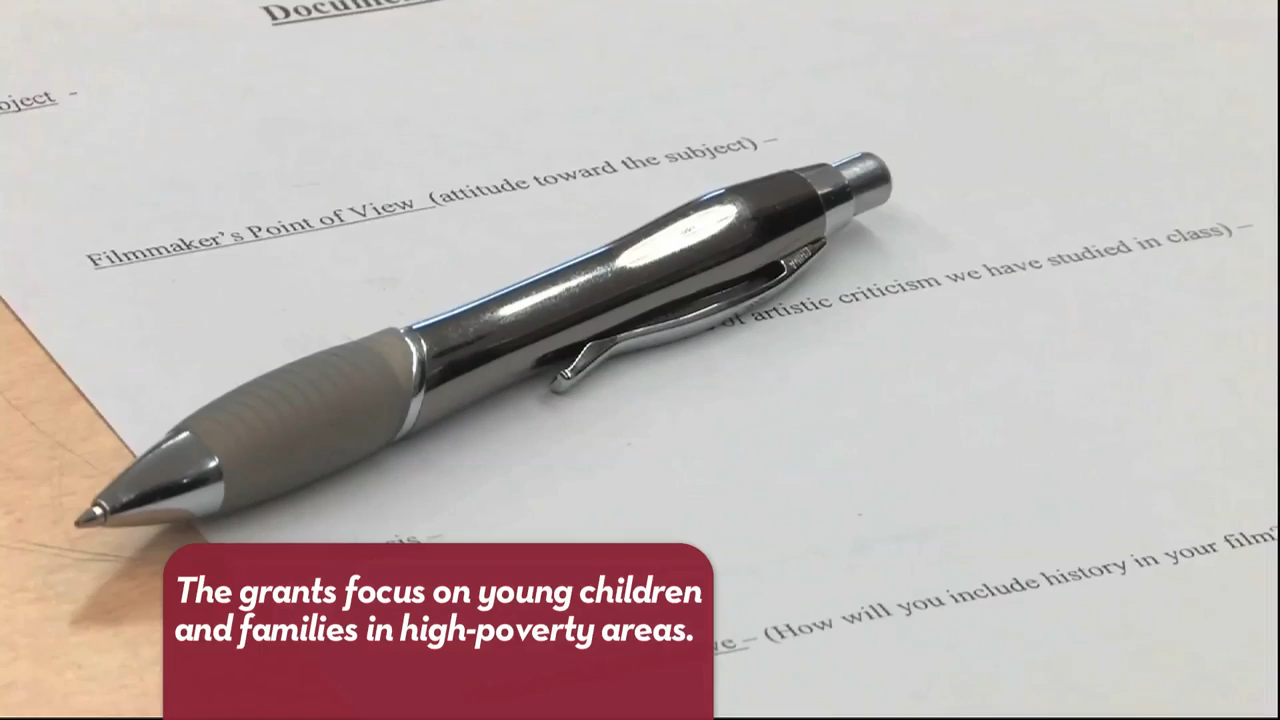 Documen
bject -
Filmmaker's Point of View (attitude toward the subject) –
of artistic criticism we have studied in class) –
sis –
ve – (How will you include history in your film?
The grants focus on young children
and families in high-poverty areas.